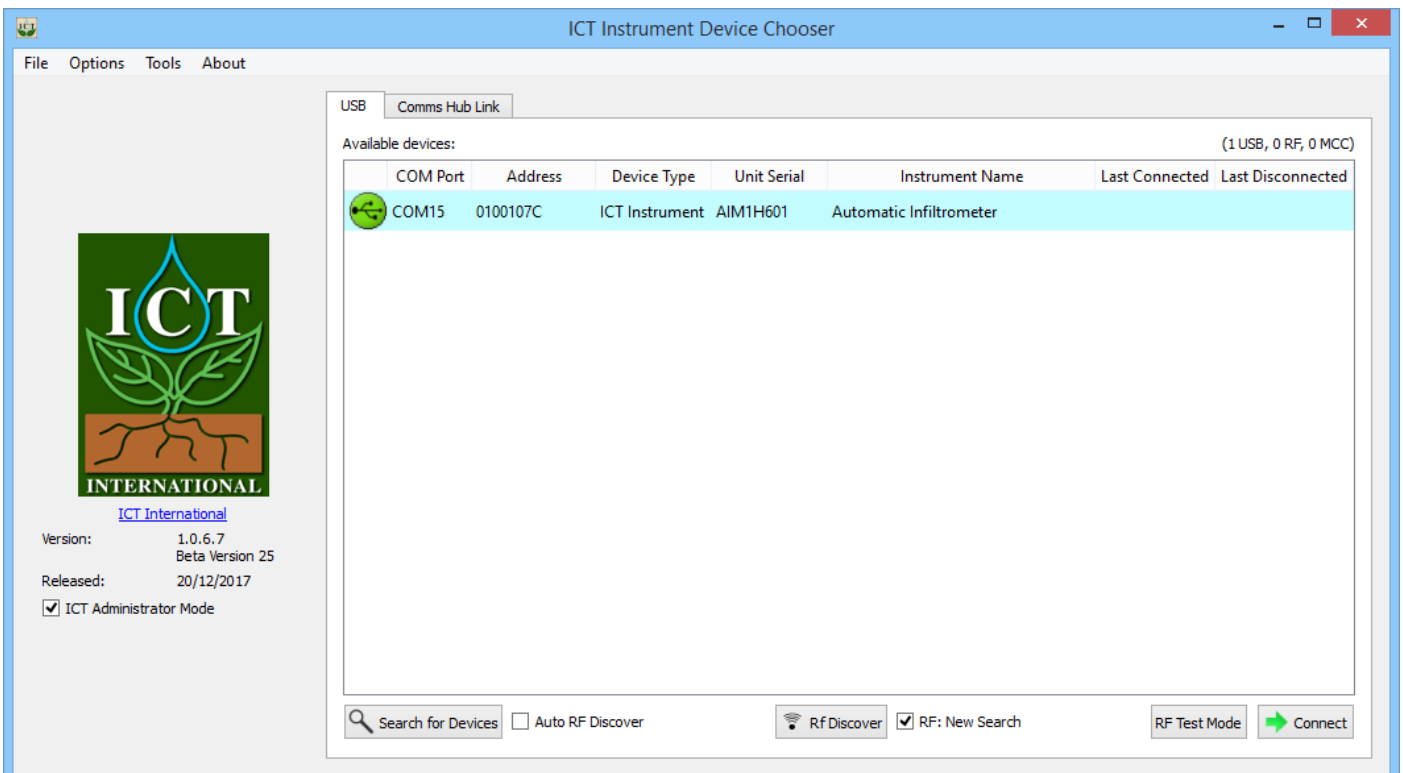 ICT Instrument Device Chooser
File Options Tools About
USB Comms Hub Link
Available devices: (1 USB, 0 RF, 0 MCC)
COM Port Address Device Type Unit Serial Instrument Name Last Connected Last Disconnected
COM15 0100107C ICT Instrument AIM1H601 Automatic Infiltrometer
ICT
INTERNATIONAL
ICT International
Version: 1.0.6.7
Beta Version 25
Released: 20/12/2017
ICT Administrator Mode
Search for Devices Auto RF Discover Rf Discover RF: New Search RF Test Mode Connect